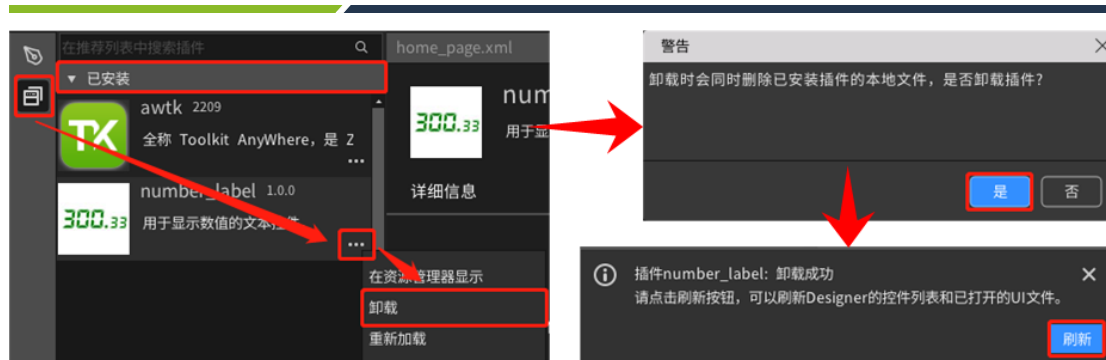 在推荐列表中搜索插件
已安装
TK
awtk 2209
全称 Toolkit AnyWhere，是 Z
...
300.33
number_label 1.0.0
用于显示数值的文本控件
...
在资源管理器显示
卸载
重新加载
home_page.xml
300.33
num
用于显
详细信息
警告
卸载时会同时删除已安装插件的本地文件，是否卸载插件?
是
否
插件number_label: 卸载成功
请点击刷新按钮，可以刷新Designer的控件列表和已打开的UI文件。
刷新